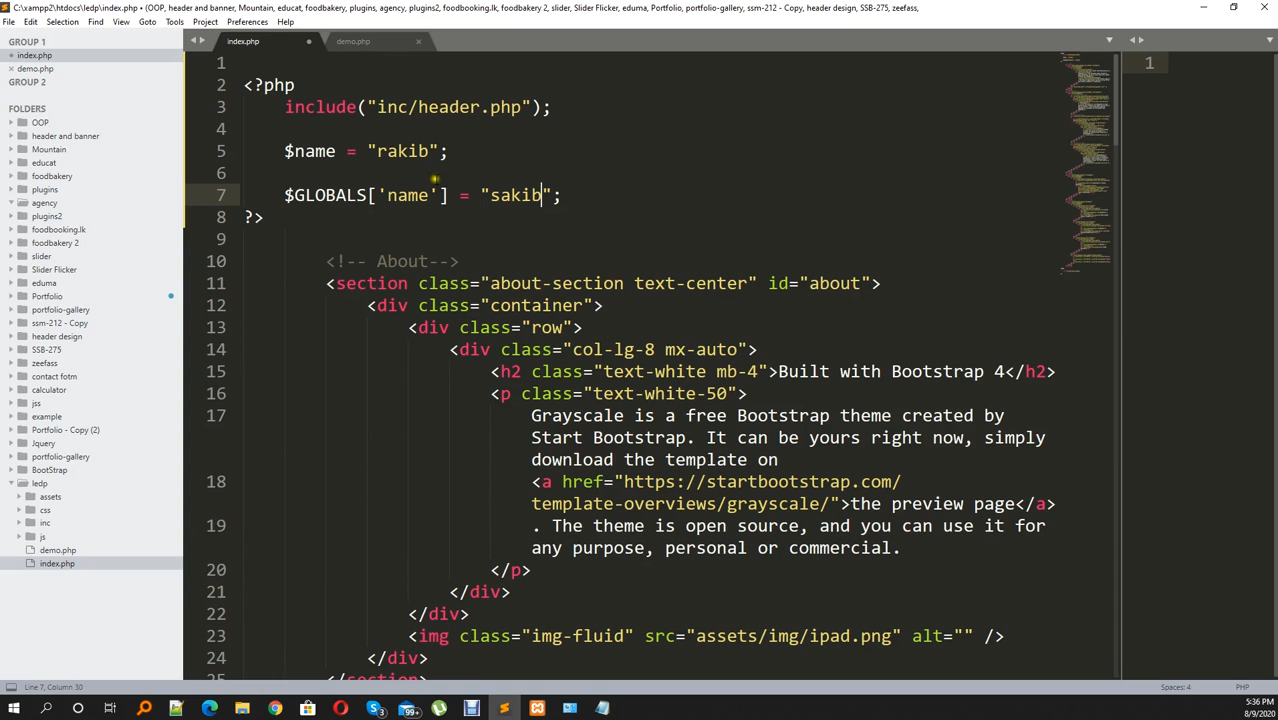 C:\xampp2\htdocs\ledp\index.php • (OOP, header and banner, Mountain, educat, foodbakery, plugins, agency, plugins2, foodbooking.lk, foodbakery 2, slider, Slider Flicker, eduma, Portfolio, portfolio-gallery, ssm-212 - Copy, header design, SSB-275, zeefass,
File Edit Selection Find View Goto Tools Project Preferences Help
GROUP 1
index.php
demo.php
GROUP 2
FOLDERS
OOP
header and banner
Mountain
educat
foodbakery
plugins
agency
plugins2
foodbooking.lk
foodbakery 2
slider
Slider Flicker
eduma
Portfolio
portfolio-gallery
ssm-212 - Copy
header design
SSB-275
zeefass
contact fotm
calculator
jss
example
Portfolio - Copy (2)
Jquery
portfolio-gallery
BootStrap
ledp
assets
css
inc
js
demo.php
index.php
index.php demo.php
1
2 <?php
3 include("inc/header.php");
4
5 $name = "rakib";
6
7 $GLOBALS['name'] = "sakib";
8 ?>
9
10 <!-- About-->
11 <section class="about-section text-center" id="about">
12 <div class="container">
13 <div class="row">
14 <div class="col-lg-8 mx-auto">
15 <h2 class="text-white mb-4">Built with Bootstrap 4</h2>
16 <p class="text-white-50">
17 Grayscale is a free Bootstrap theme created by
Start Bootstrap. It can be yours right now, simply
download the template on
18 <a href="https://startbootstrap.com/
template-overviews/grayscale/">the preview page</a>
19 . The theme is open source, and you can use it for
any purpose, personal or commercial.
20 </p>
21 </div>
22 </div>
23 <img class="img-fluid" src="assets/img/ipad.png" alt="" />
24 </div>
25 </section>
1
Line 7, Column 30 Spaces: 4 PHP
3 99+
5:36 PM
8/9/2020